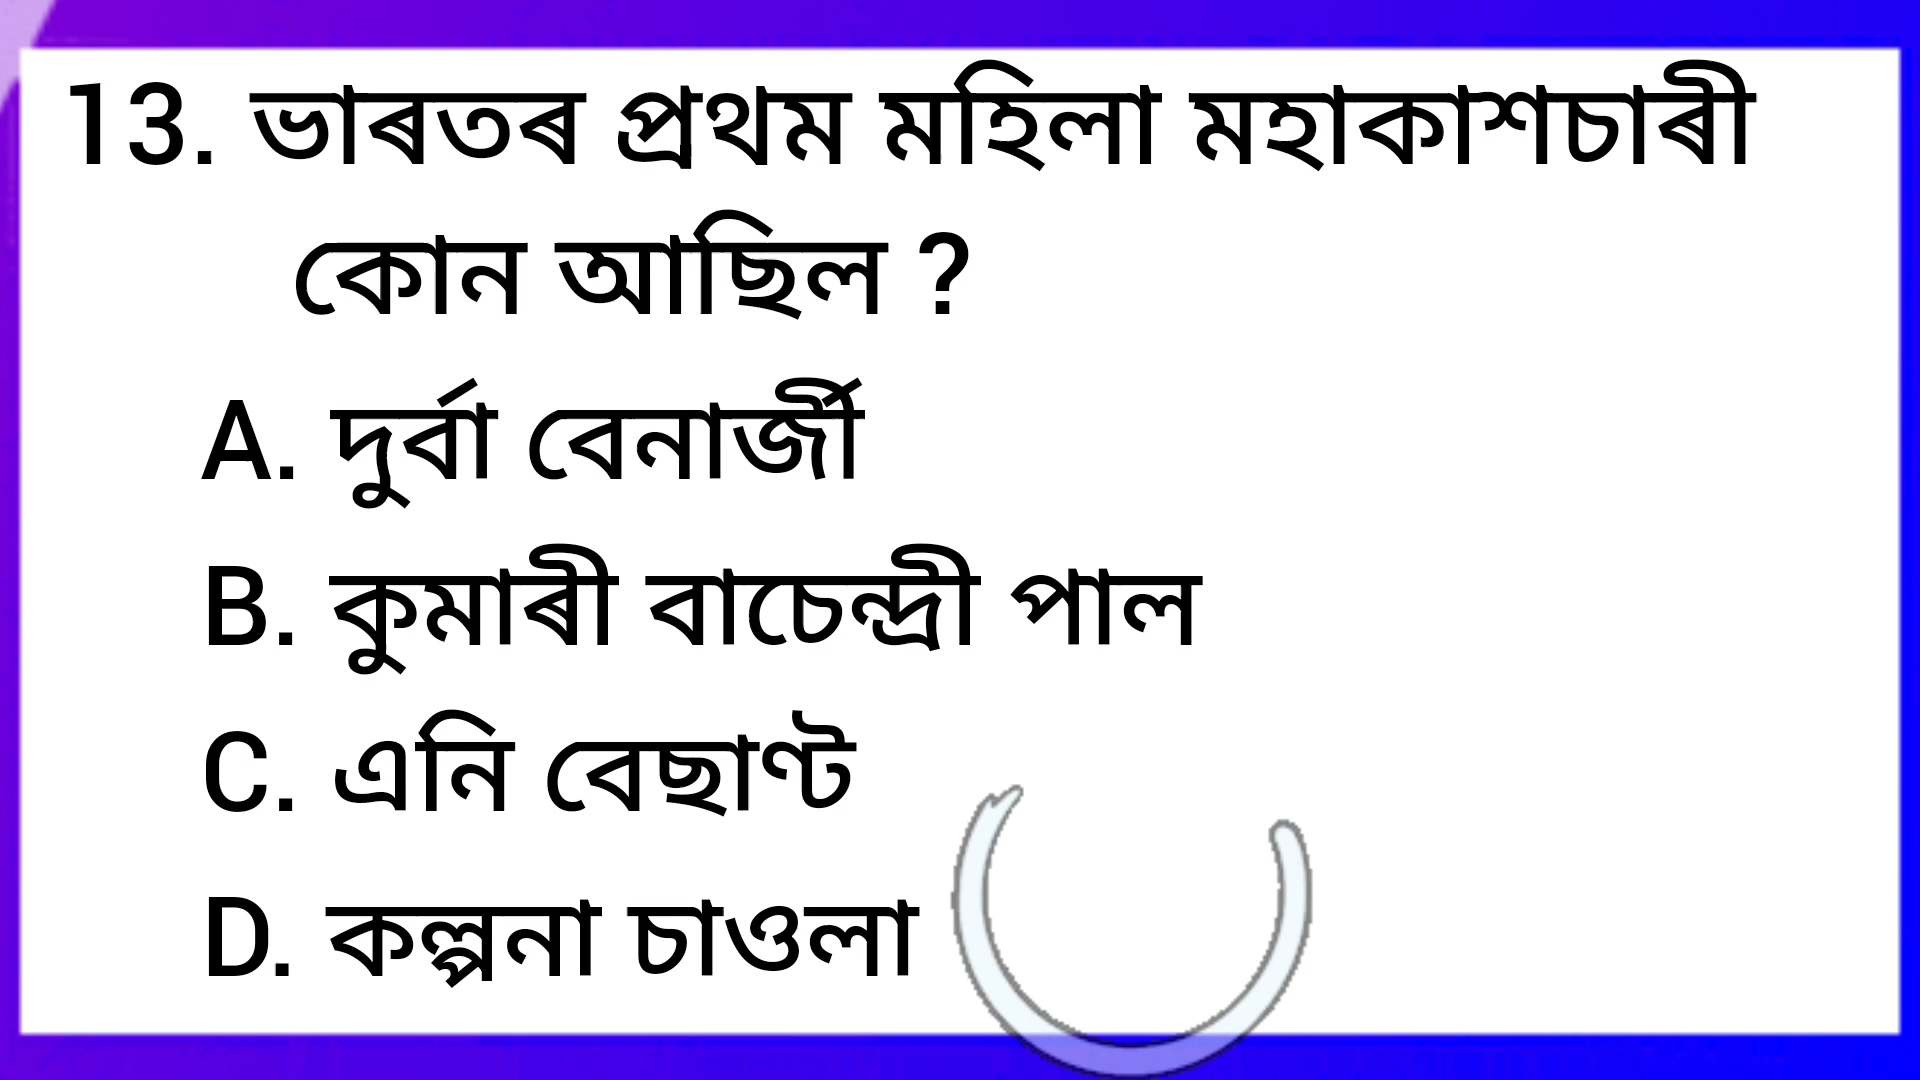 13. ভাৰতৰ প্ৰথম মহিলা মহাকাশচাৰী
কোন আছিল ?
A. দুৰ্বা বেনাৰ্জী
B. কুমাৰী বাচেন্দ্ৰী পাল
C. এনি বেছাণ্ট
D. কল্পনা চাওলা